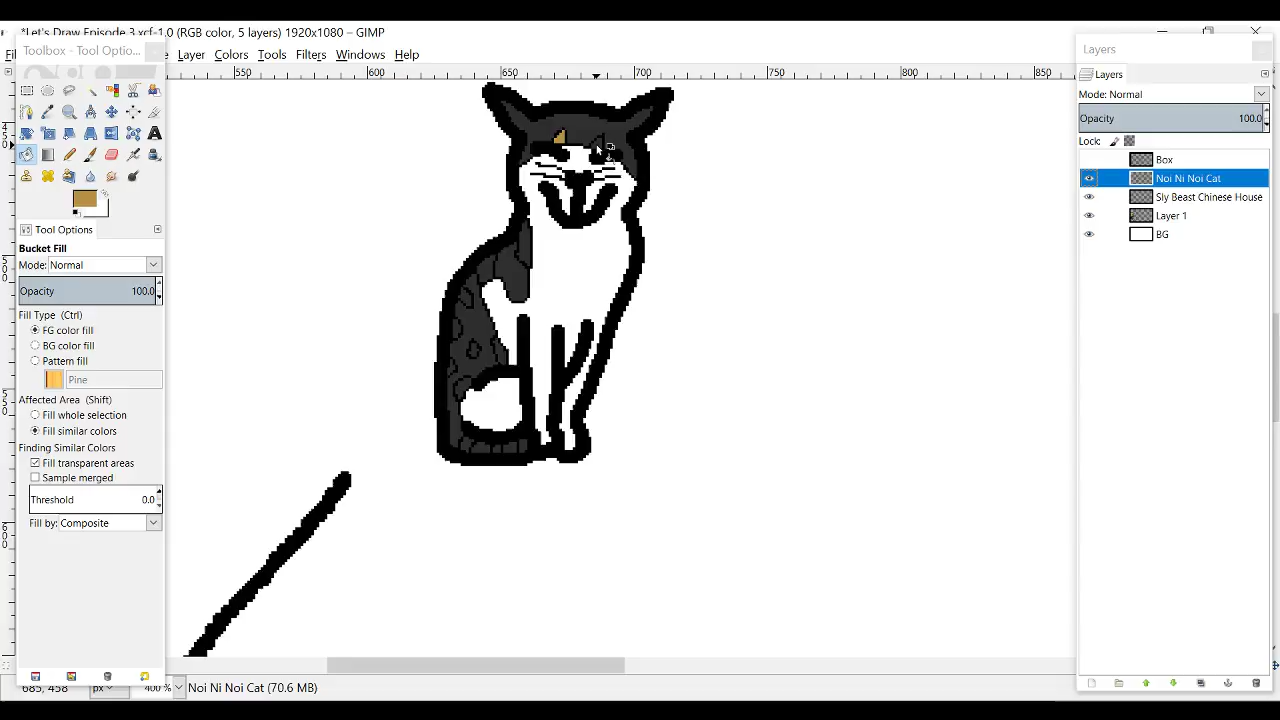 *Let's Draw Episode 3.xcf-1.0 (RGB color, 5 layers) 1920x1080 – GIMP
Toolbox - Tool Optio...
Layer Colors Tools Filters Windows Help
Layers
550 600 650 700 750 800 850
Layers
Mode: Normal
Opacity 100.0
Lock:
Box
Noi Ni Noi Cat
Sly Beast Chinese House
Layer 1
BG
Tool Options
Bucket Fill
Mode: Normal
Opacity 100.0
Fill Type (Ctrl)
FG color fill
BG color fill
Pattern fill
Pine
Affected Area (Shift)
Fill whole selection
Fill similar colors
Finding Similar Colors
Fill transparent areas
Sample merged
Threshold 0.0
Fill by: Composite
685, 458 px 400 % Noi Ni Noi Cat (70.6 MB)